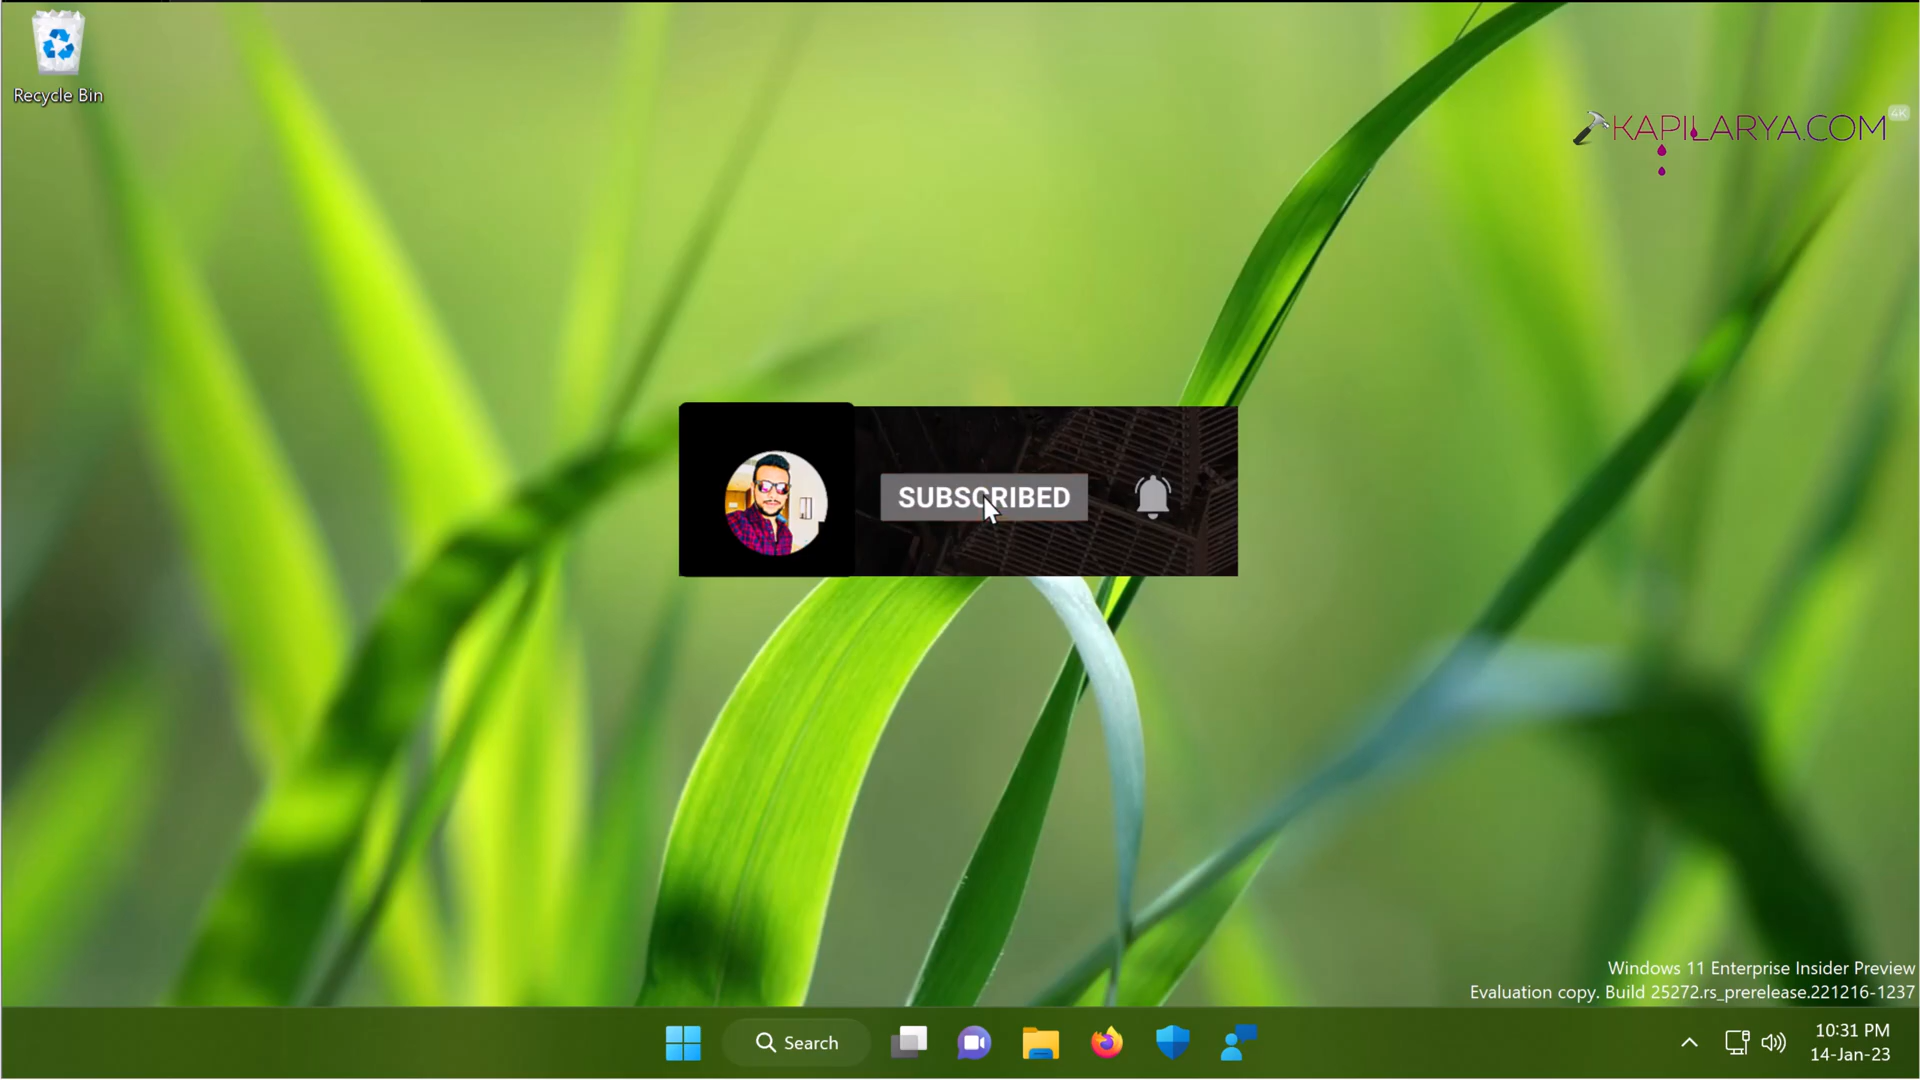 Recycle Bin
KAPILARYA.COM
4K
SUBSCRIBED
Windows 11 Enterprise Insider Preview
Evaluation copy. Build 25272.rs_prerelease.221216-1237
Search
10:31 PM
14-Jan-23